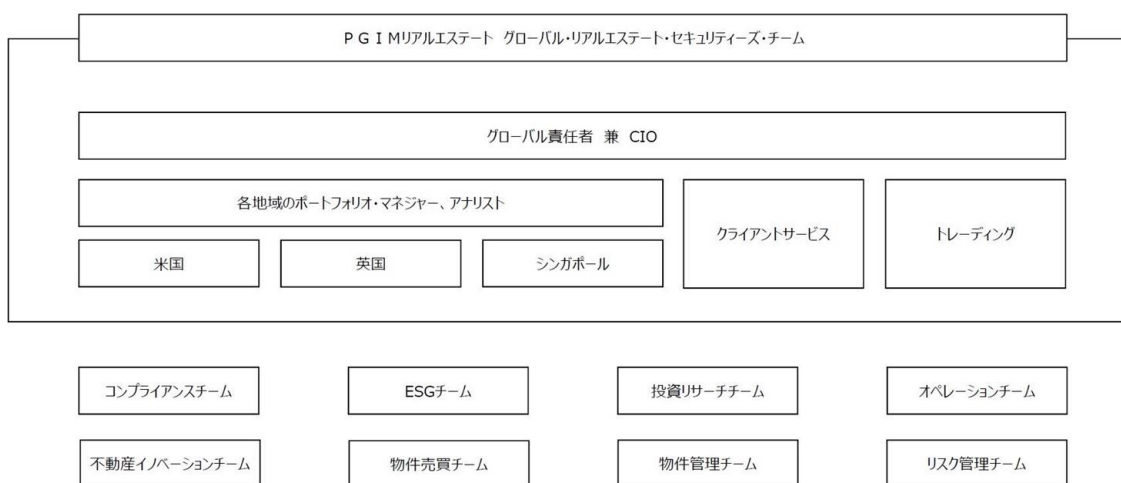 ＰＧＩＭリアルエステート　グローバル・リアルエステート・セキュリティーズ・チーム
グローバル責任者　兼　CIO
各地域のポートフォリオ・マネジャー、アナリスト
クライアントサービス
トレーディング
米国
英国
シンガポール
コンプライアンスチーム
ESGチーム
投資リサーチチーム
オペレーションチーム
不動産イノベーションチーム
物件売買チーム
物件管理チーム
リスク管理チーム